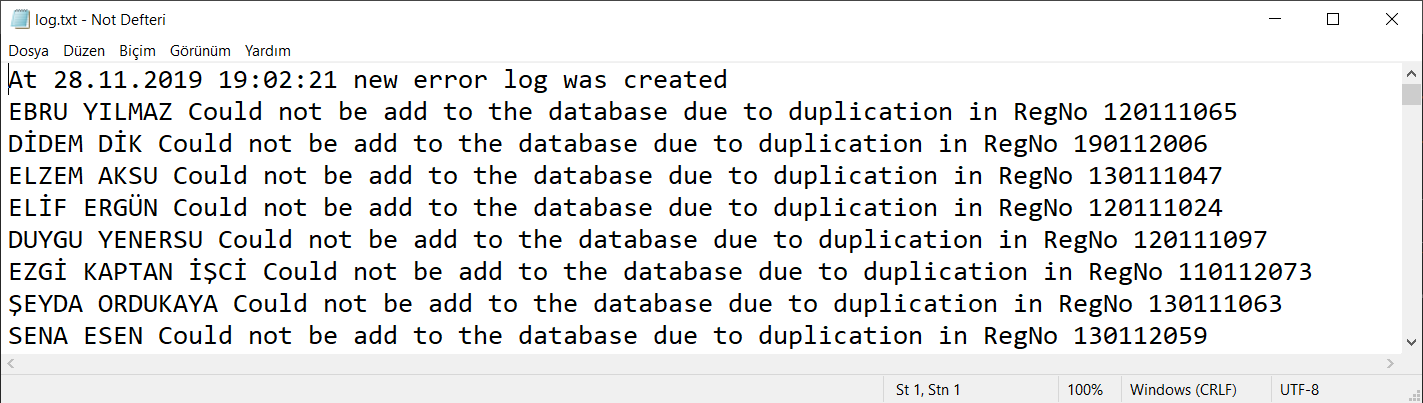 log.txt - Not Defteri
Dosya Düzen Biçim Görünüm Yardım
At 28.11.2019 19:02:21 new error log was created
EBRU YILMAZ Could not be add to the database due to duplication in RegNo 120111065
DİDEM DİK Could not be add to the database due to duplication in RegNo 190112006
ELZEM AKSU Could not be add to the database due to duplication in RegNo 130111047
ELİF ERGÜN Could not be add to the database due to duplication in RegNo 120111024
DUYGU YENERSU Could not be add to the database due to duplication in RegNo 120111097
EZGİ KAPTAN İŞCİ Could not be add to the database due to duplication in RegNo 110112073
ŞEYDA ORDUKAYA Could not be add to the database due to duplication in RegNo 130111063
SENA ESEN Could not be add to the database due to duplication in RegNo 130112059
St 1, Stn 1 100% Windows (CRLF) UTF-8